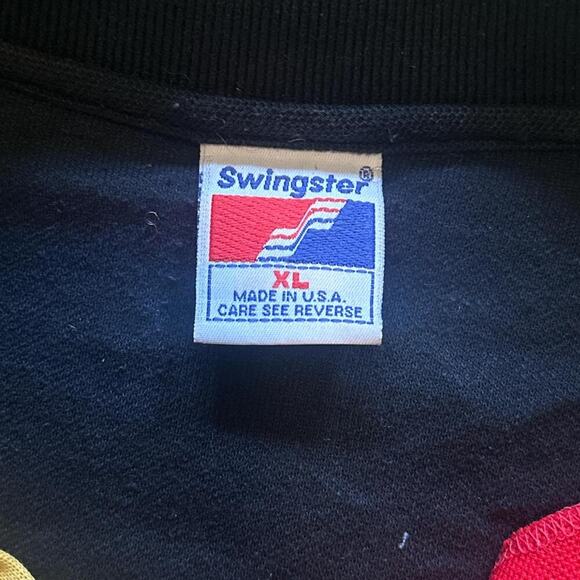 Swingster®
XL
MADE IN U.S.A.
CARE SEE REVERSE